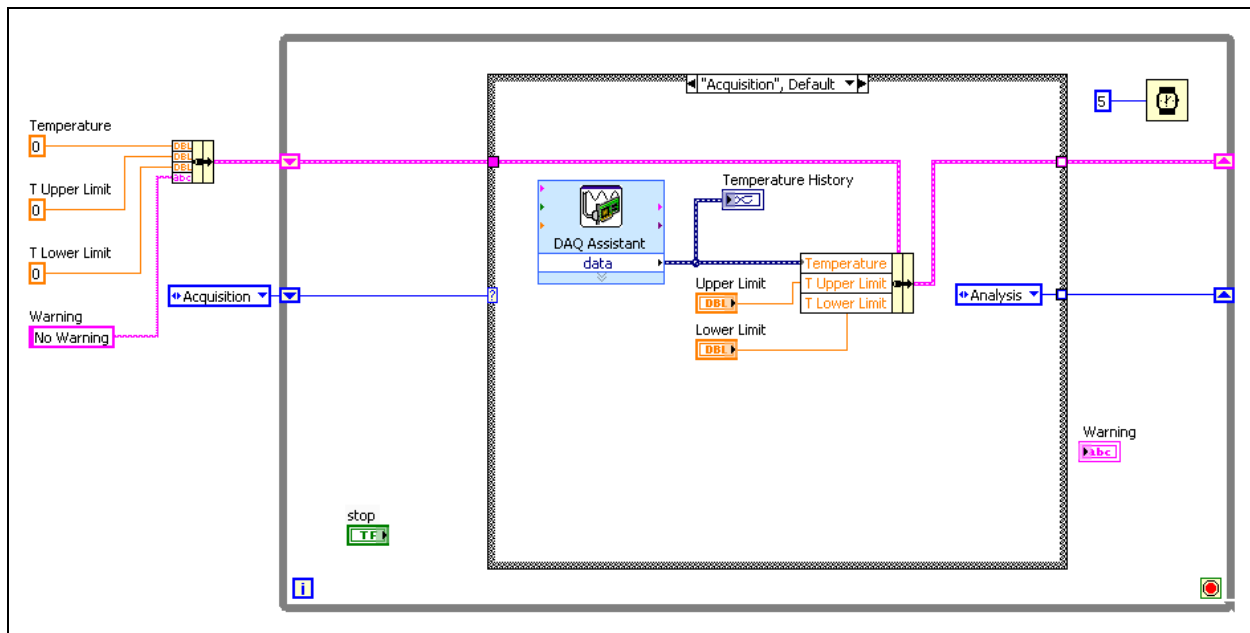 "Acquisition", Default
5
Temperature
0
DBL
DBL
DBL
abc
T Upper Limit
0
T Lower Limit
0
Acquisition
Warning
No Warning
Temperature History
DAQ Assistant
data
?
Temperature
T Upper Limit
T Lower Limit
Upper Limit
DBL
Lower Limit
DBL
Analysis
Warning
abc
stop
TF
i